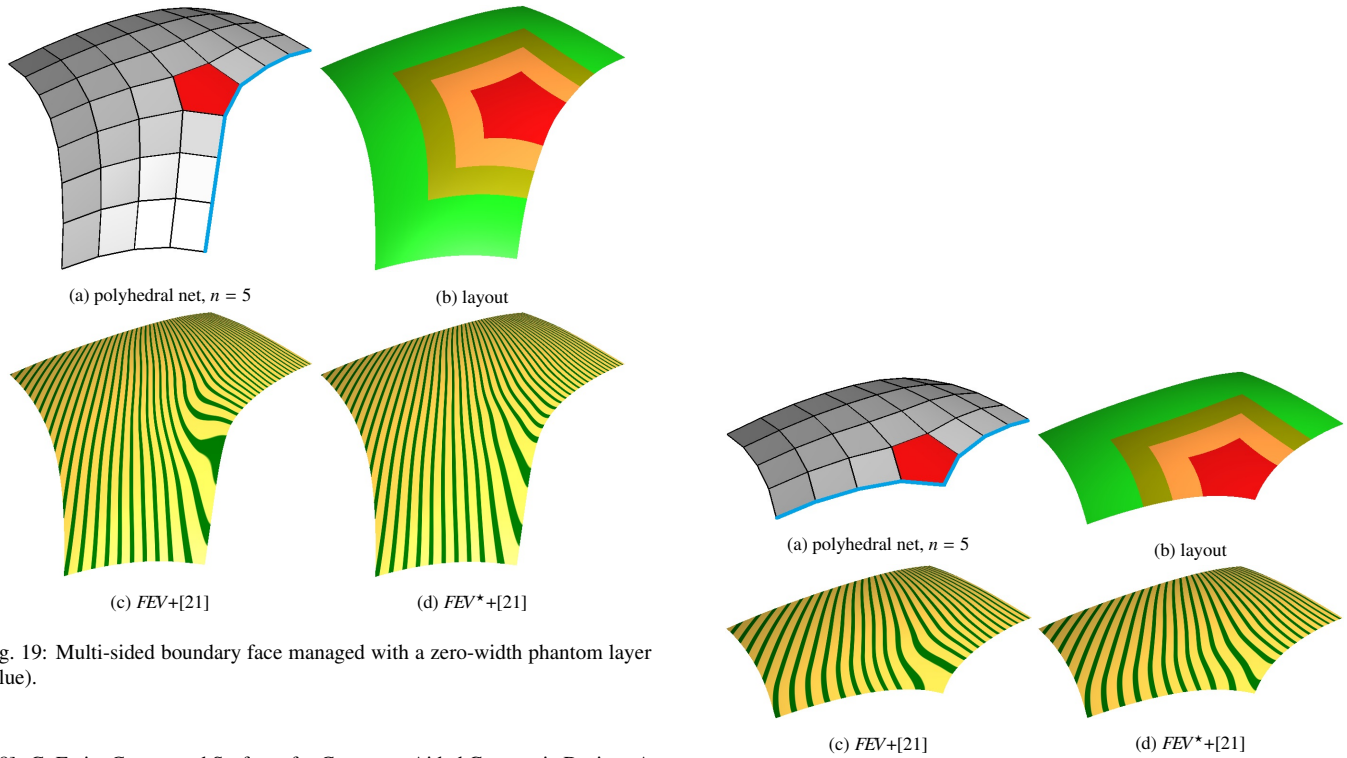 (a) polyhedral net, n = 5
(b) layout
(c) FEV+[21]
(d) FEV⋆+[21]
g. 19: Multi-sided boundary face managed with a zero-width phantom layer
lue).
(a) polyhedral net, n = 5
(b) layout
(c) FEV+[21]
(d) FEV⋆+[21]